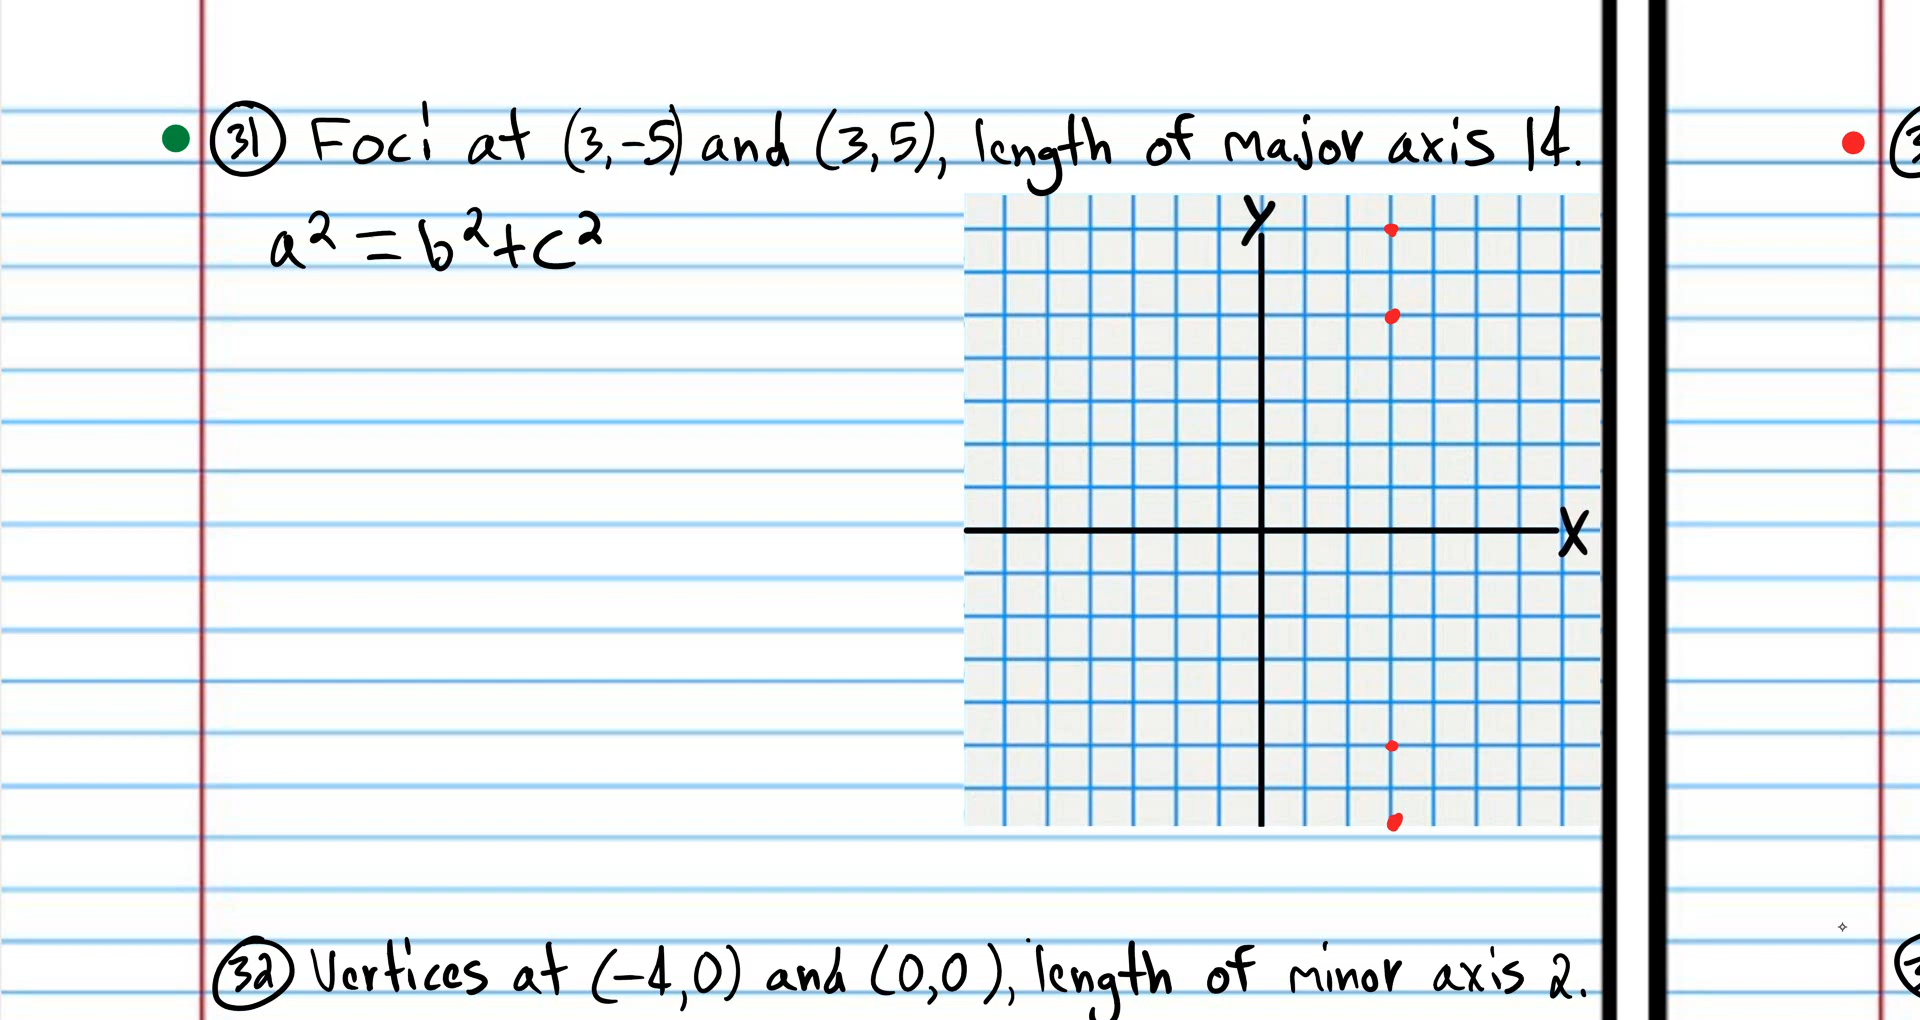 31 Foci at (3,-5) and (3,5), length of major axis 14.
a² = b²+c²
Y
X
32 Vertices at (-4,0) and (0,0), length of minor axis 2.